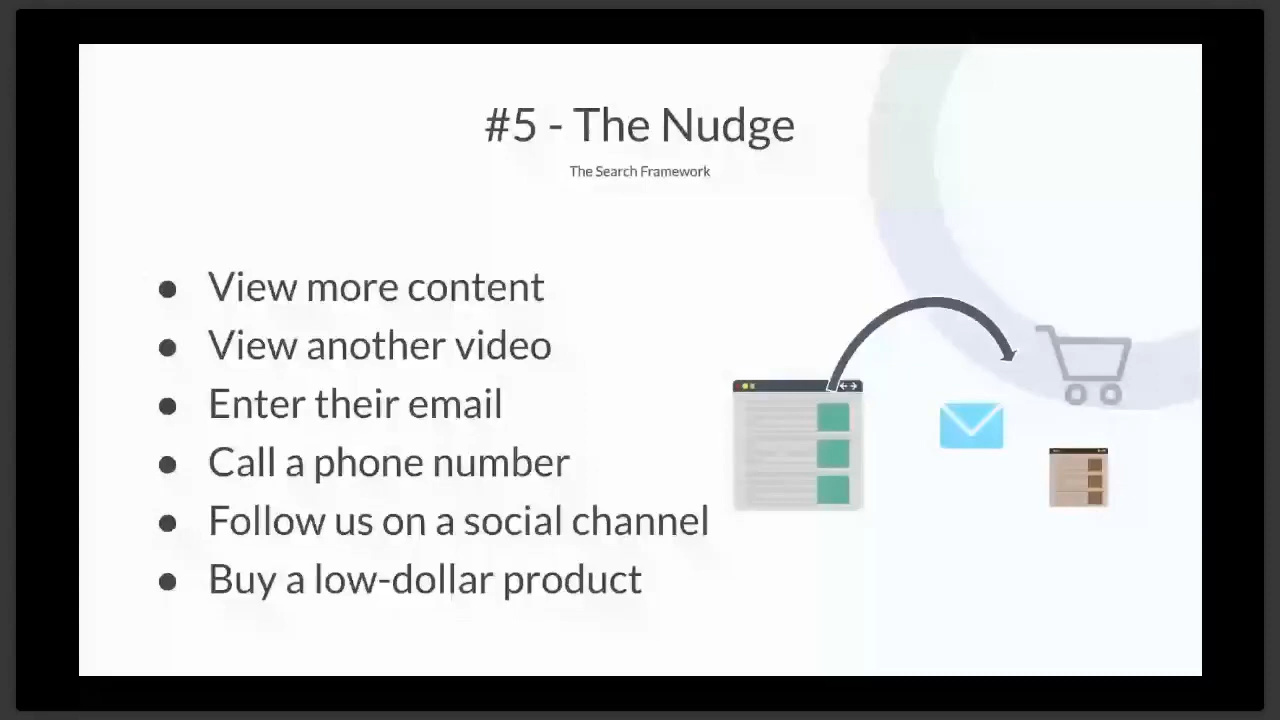 #5 - The Nudge
The Search Framework
● View more content
● View another video
● Enter their email
● Call a phone number
● Follow us on a social channel
● Buy a low-dollar product